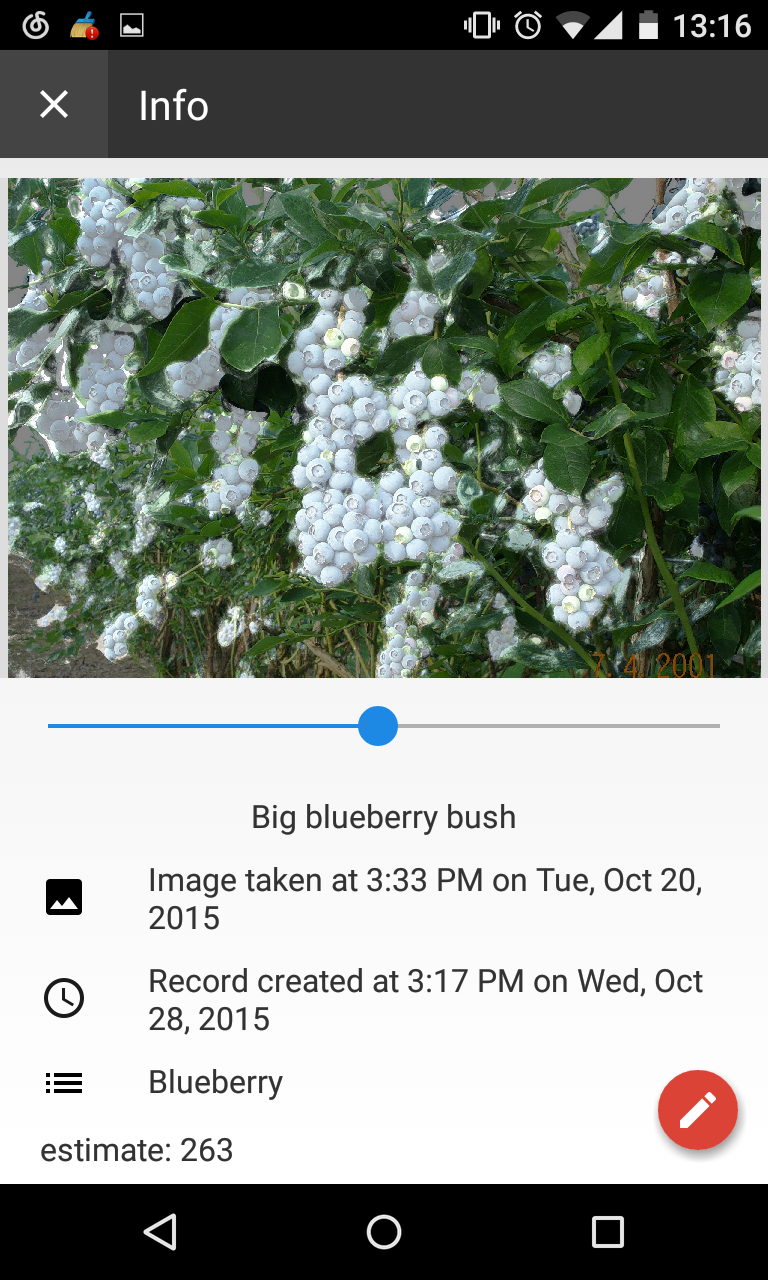 13:16
Info
7. 4. 2001
Big blueberry bush
Image taken at 3:33 PM on Tue, Oct 20,
2015
Record created at 3:17 PM on Wed, Oct
28, 2015
Blueberry
estimate: 263